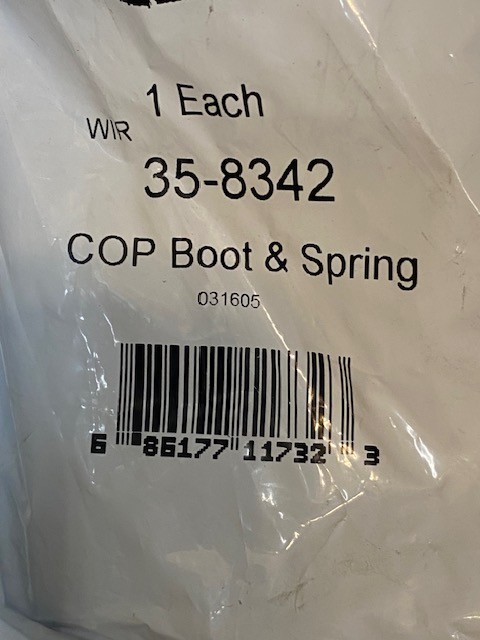 1 Each
WIR
35-8342
COP Boot & Spring
031605
6 86177 11732 3